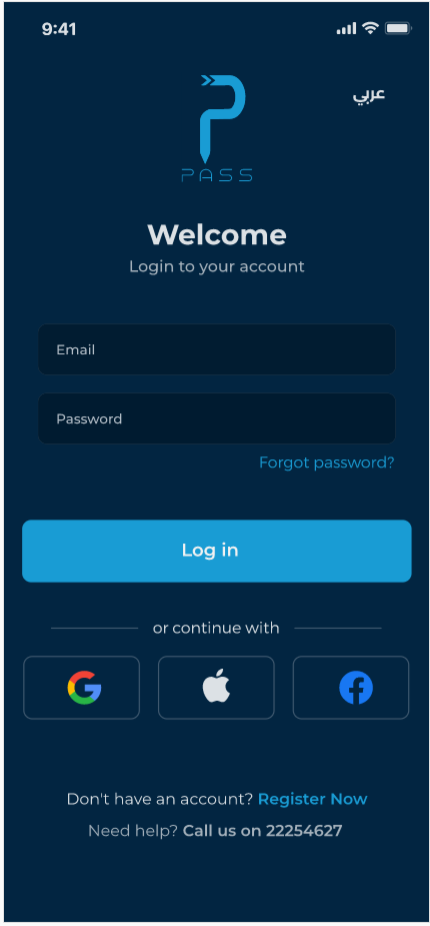 9:41
عربي
PASS
Welcome
Login to your account
Email
Password
Forgot password?
Log in
or continue with
Don't have an account? Register Now
Need help? Call us on 22254627